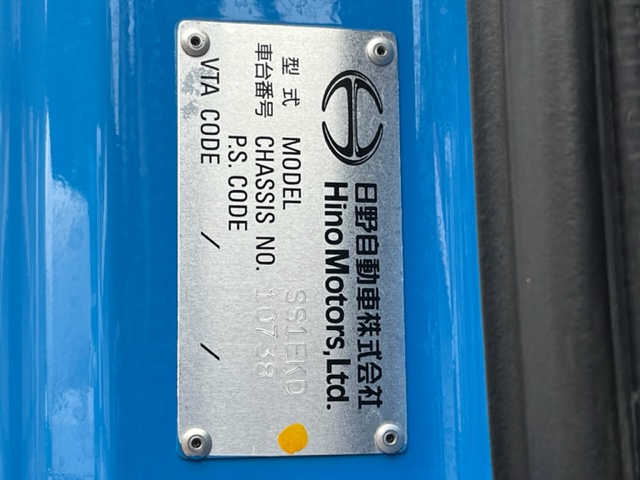 日野自動車株式会社
Hino Motors, Ltd.
型式 MODEL SS1EKD
車台番号 CHASSIS NO. 10738
P.S. CODE /
VTA CODE /